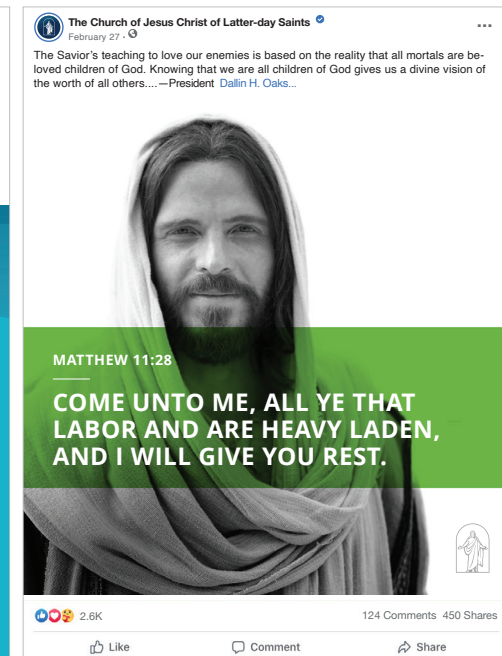 The Church of Jesus Christ of Latter-day Saints
February 27 ·
The Savior’s teaching to love our enemies is based on the reality that all mortals are be-
loved children of God. Knowing that we are all children of God gives us a divine vision of
the worth of all others....—President Dallin H. Oaks...
MATTHEW 11:28
COME UNTO ME, ALL YE THAT
LABOR AND ARE HEAVY LADEN,
AND I WILL GIVE YOU REST.
2.6K 124 Comments 450 Shares
Like Comment Share